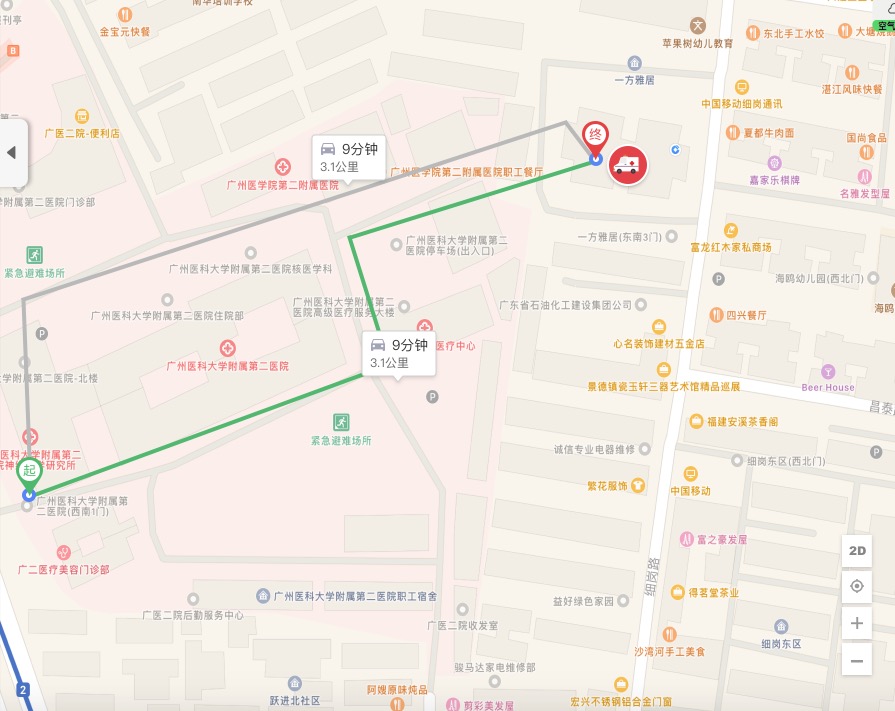 南华培训学校
刊亭
金宝元快餐
苹果树幼儿教育
东北手工水饺
空气
一方雅居
湛江风味快餐
中国移动细岗通讯
B
广医二院-便利店
夏都牛肉面
国尚食品
9分钟
3.1公里
广州医学院第二附属医院职工餐厅
终
广州医学院第二附属医院
嘉家乐棋牌
名雅发型屋
附属第二医院门诊部
一方雅居(东南3门)
富龙红木家私商场
广州医科大学附属第二
医院停车场(出入口)
紧急避难场所
广州医科大学附属第二医院核医学科
P
海鸥幼儿园(西北门)
广州医科大学附属第二医院住院部
广州医科大学附属第二
医院高级医疗服务大楼
广东省石油化工建设集团公司
四兴餐厅
P
医疗中心
心名装饰建材五金店
9分钟
3.1公里
广州医科大学附属第二医院
学附属第二医院-北楼
景德镇瓷玉轩三器艺术馆精品巡展
Beer House
P
昌泰
福建安溪茶香阁
紧急避难场所
诚信专业电器维修
P
细岗东区(西北门)
起
繁花服饰
中国移动
广州医科大学附属第
二医院(西南1门)
富之豪发屋
2D
广二医疗美容门诊部
细岗路
广州医科大学附属第二医院职工宿舍
得茗堂茶业
益好绿色家园
广医二院后勤服务中心
广医二院收发室
细岗东区
沙湾河手工美食
骏马达家电维修部
2
跃进北社区
阿嫂原味炖品
剪彩美发屋
宏兴不锈钢铝合金门窗